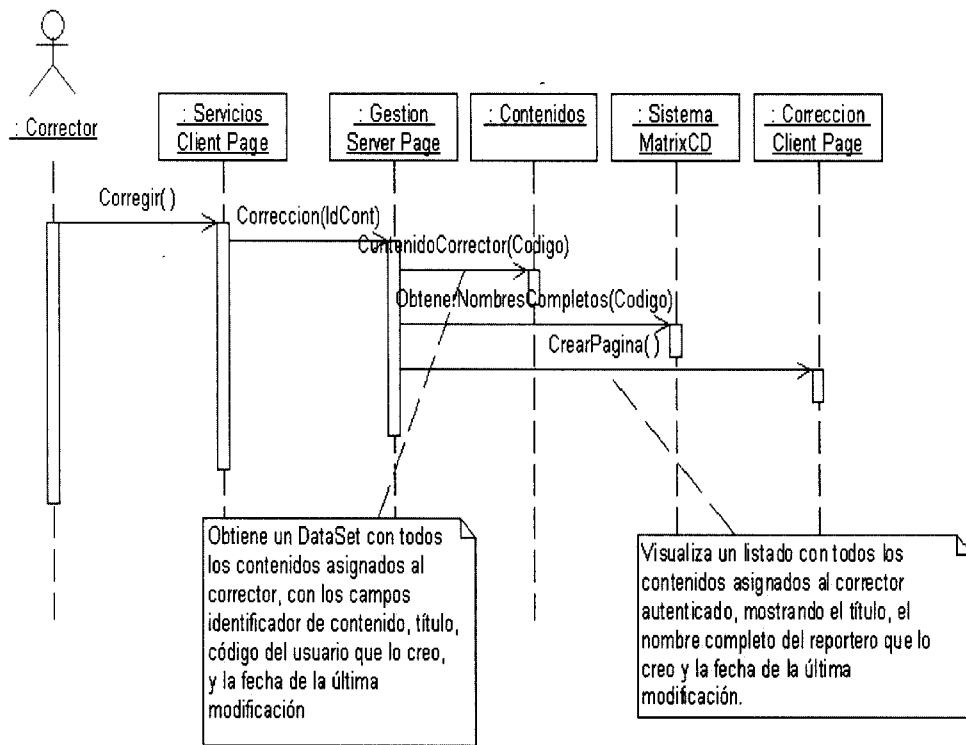 : Corrector
: Servicios
Client Page
: Gestion
Server Page
: Contenidos
: Sistema
MatrixCD
: Correccion
Client Page
Corregir( )
Correccion(IdCont)
ContenidoCorrector(Codigo)
ObtenerNombresCompletos(Codigo)
CrearPagina( )
Obtiene un DataSet con todos
los contenidos asignados al
corrector, con los campos
identificador de contenido, título,
código del usuario que lo creo,
y la fecha de la última
modificación
Visualiza un listado con todos los
contenidos asignados al corrector
autenticado, mostrando el título, el
nombre completo del reportero que lo
creo y la fecha de la última
modificación.